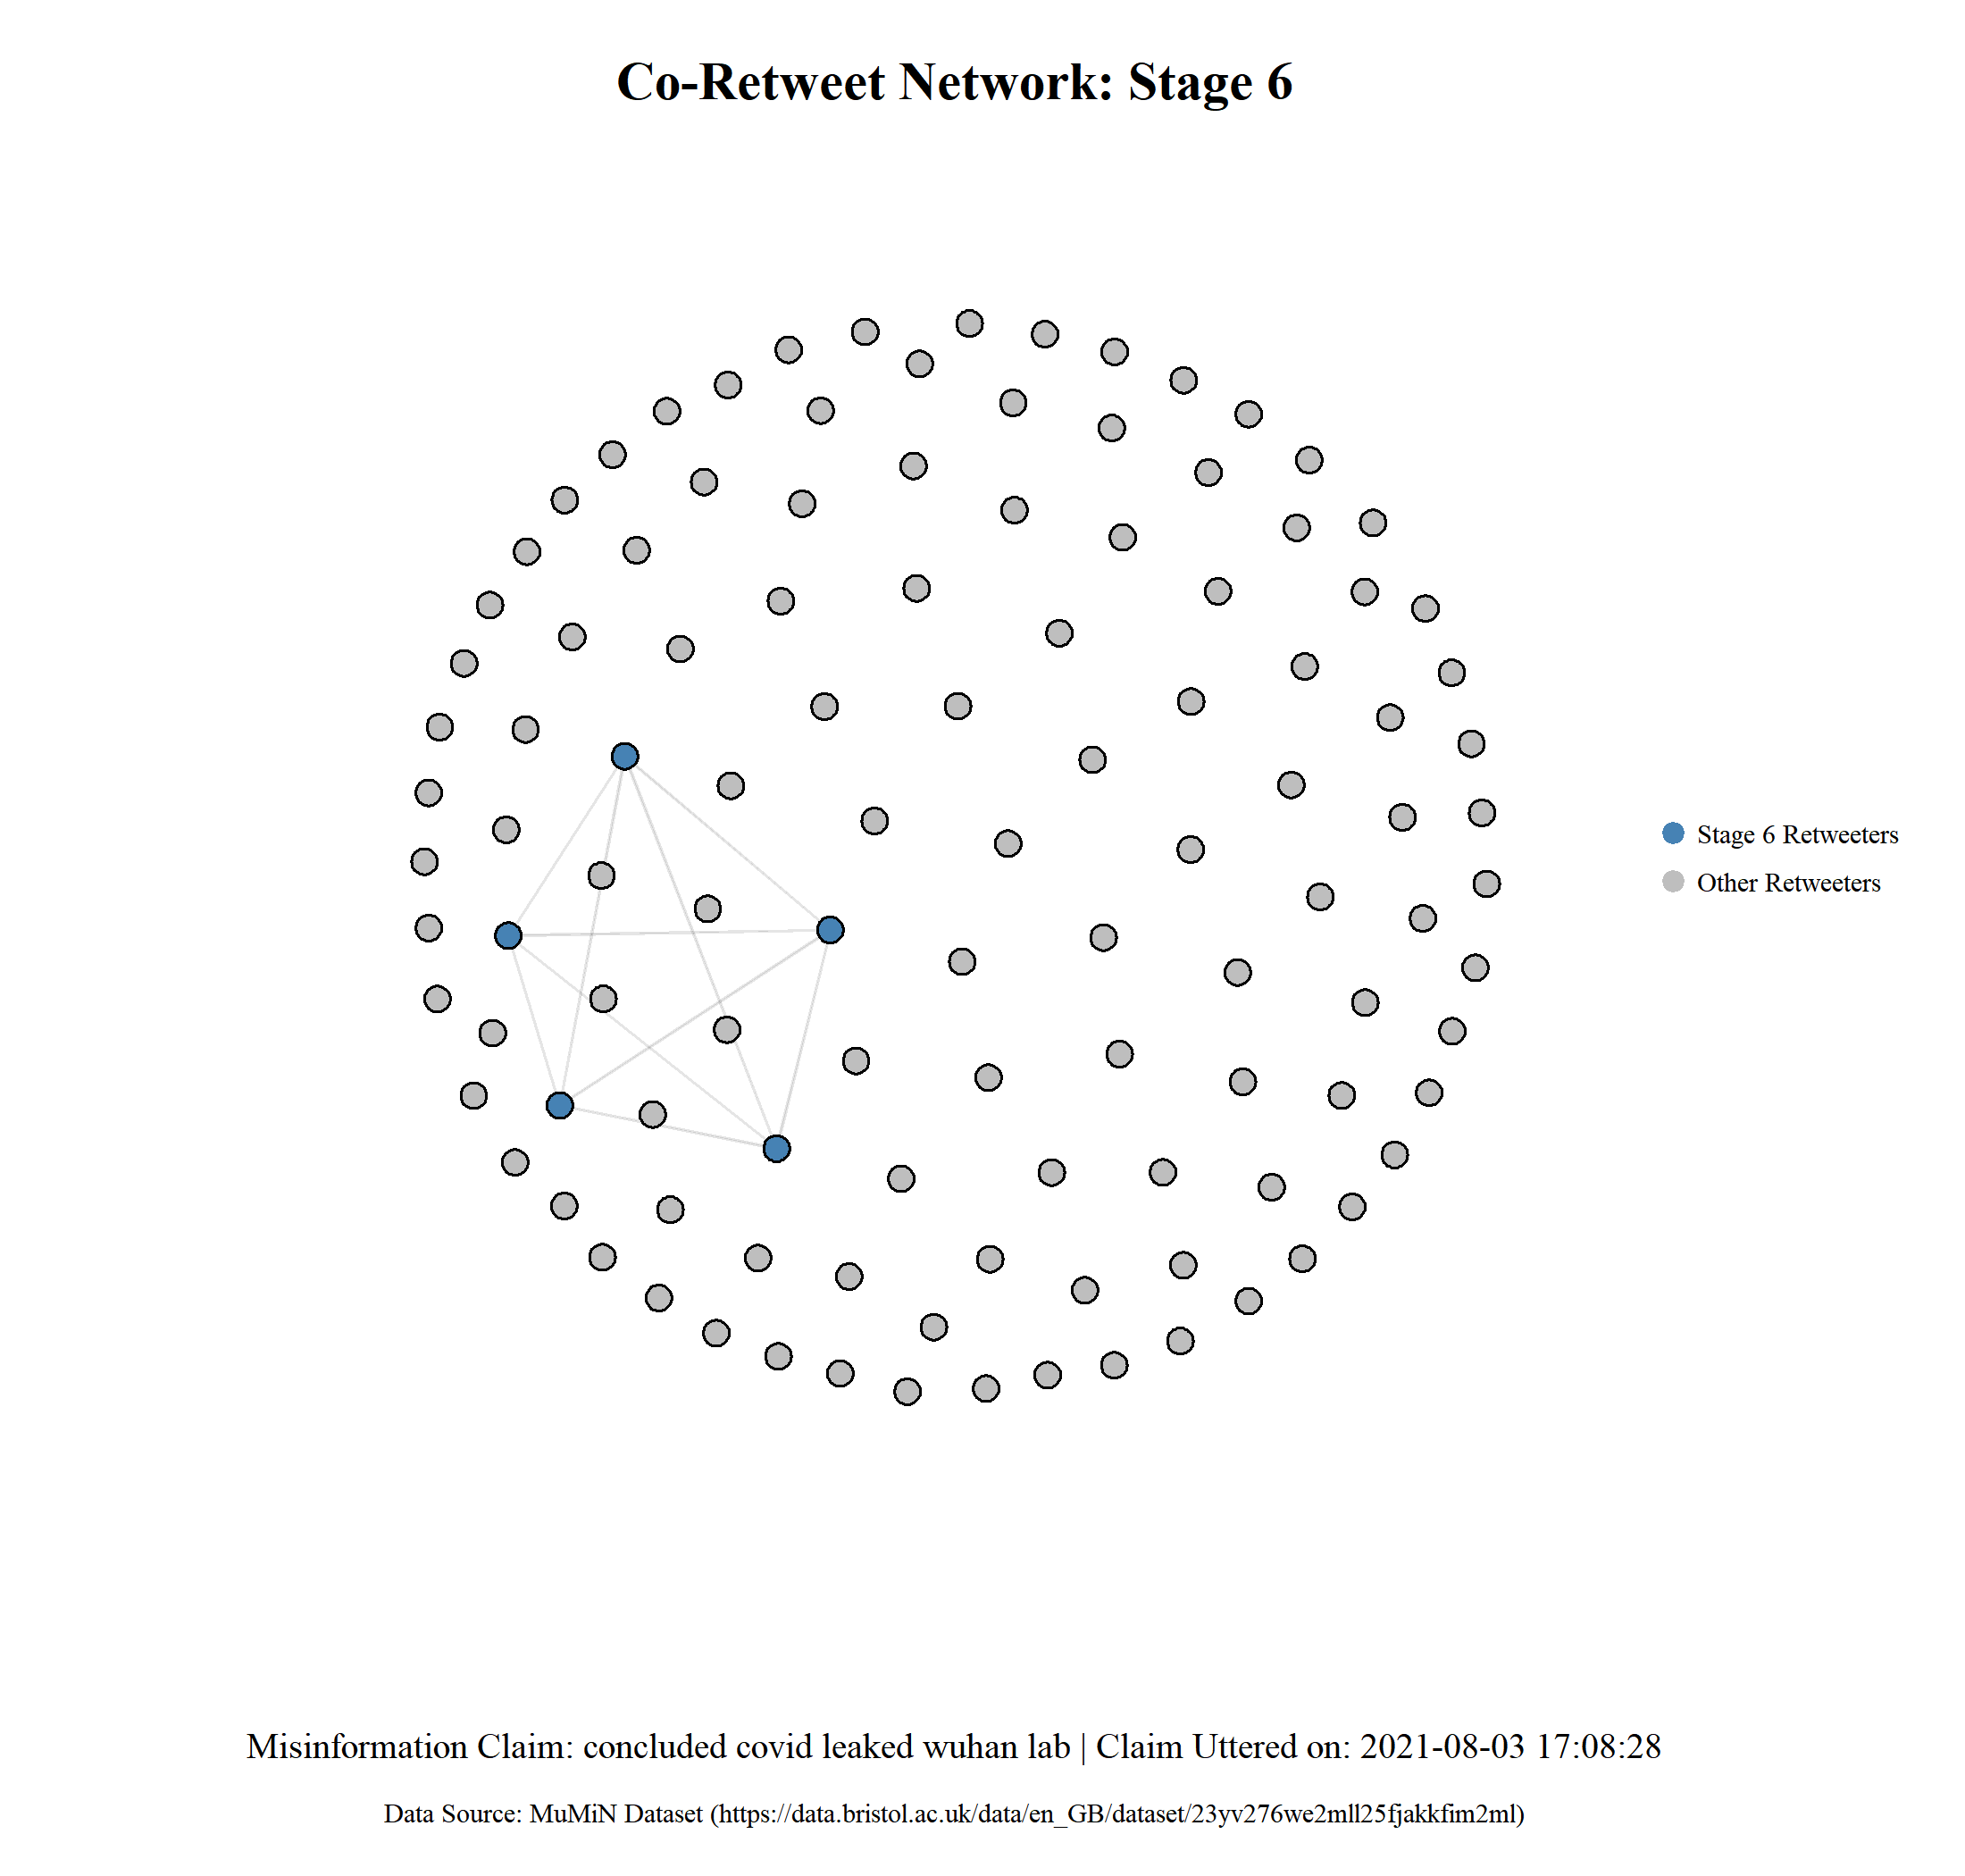 Co-Retweet Network: Stage 6
Stage 6 Retweeters
Other Retweeters
Misinformation Claim: concluded covid leaked wuhan lab | Claim Uttered on: 2021-08-03 17:08:28
Data Source: MuMiN Dataset (https://data.bristol.ac.uk/data/en_GB/dataset/23yv276we2mll25fjakkfim2ml)